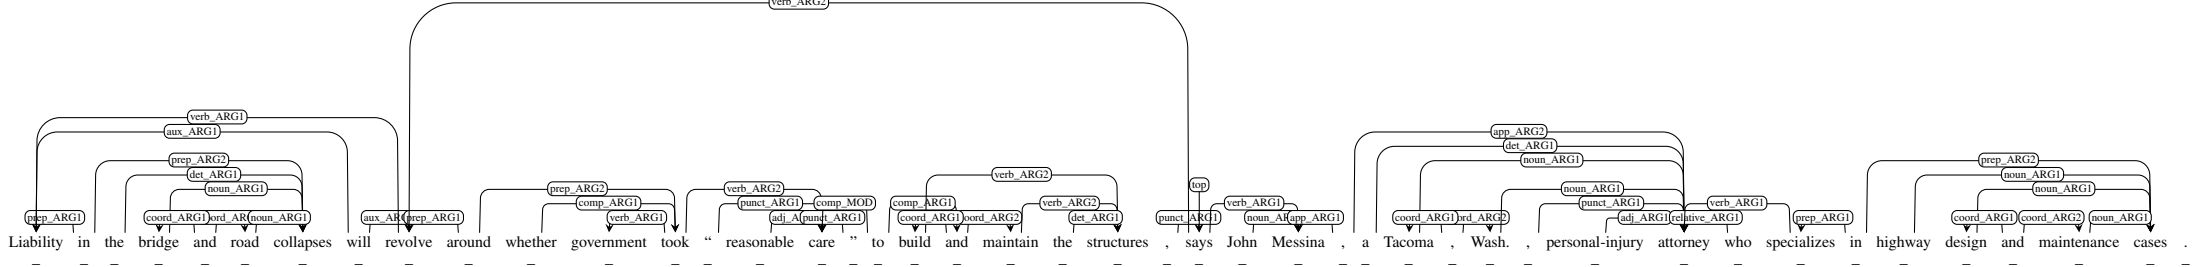 verb_ARG2
verb_ARG1
aux_ARG1 app_ARG2
det_ARG1
prep_ARG2 noun_ARG1 prep_ARG2
det_ARG1 verb_ARG2 noun_ARG1
noun_ARG1 prep_ARG2 verb_ARG2 top noun_ARG1 noun_ARG1
comp_ARG1 punct_ARG1 comp_MOD comp_ARG1 verb_ARG2 verb_ARG1 punct_ARG1 verb_ARG1
prep_ARG1 coord_ARG1 noun_ARG1 prep_ARG1 verb_ARG1 punct_ARG1 coord_ARG1 coord_ARG2 det_ARG1 punct_ARG1 app_ARG1 coord_ARG1 adj_ARG1 relative_ARG1 prep_ARG1 coord_ARG1 coord_ARG2 noun_ARG1
Liability in the bridge and road collapses will revolve around whether government took “ reasonable care ” to build and maintain the structures , says John Messina , a Tacoma , Wash. , personal-injury attorney who specializes in highway design and maintenance cases .